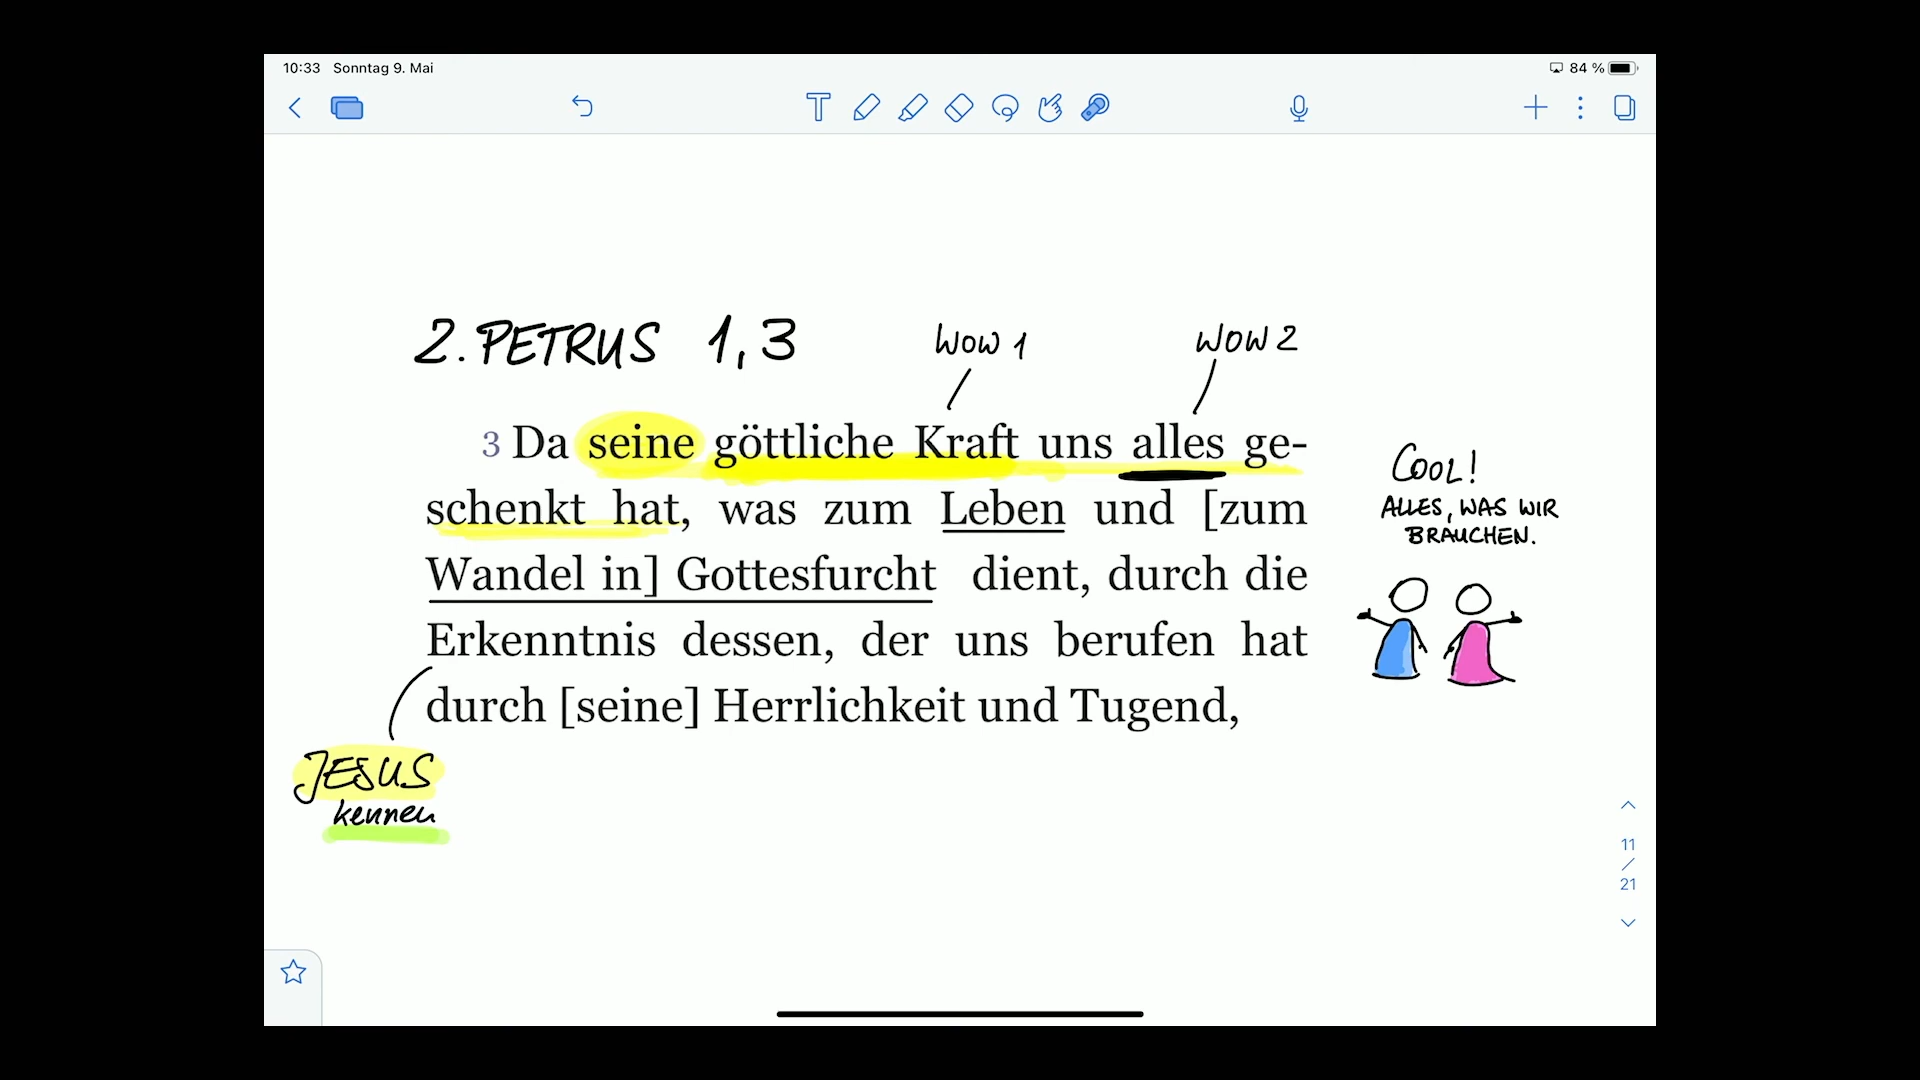 10:33 Sonntag 9. Mai
84 %
2. PETRUS 1,3
WOW 1
WOW 2
3 Da seine göttliche Kraft uns alles ge-
schenkt hat, was zum Leben und [zum
Wandel in] Gottesfurcht dient, durch die
Erkenntnis dessen, der uns berufen hat
durch [seine] Herrlichkeit und Tugend,
COOL!
ALLES, WAS WIR
BRAUCHEN.
JESUS
kennen
11
/
21